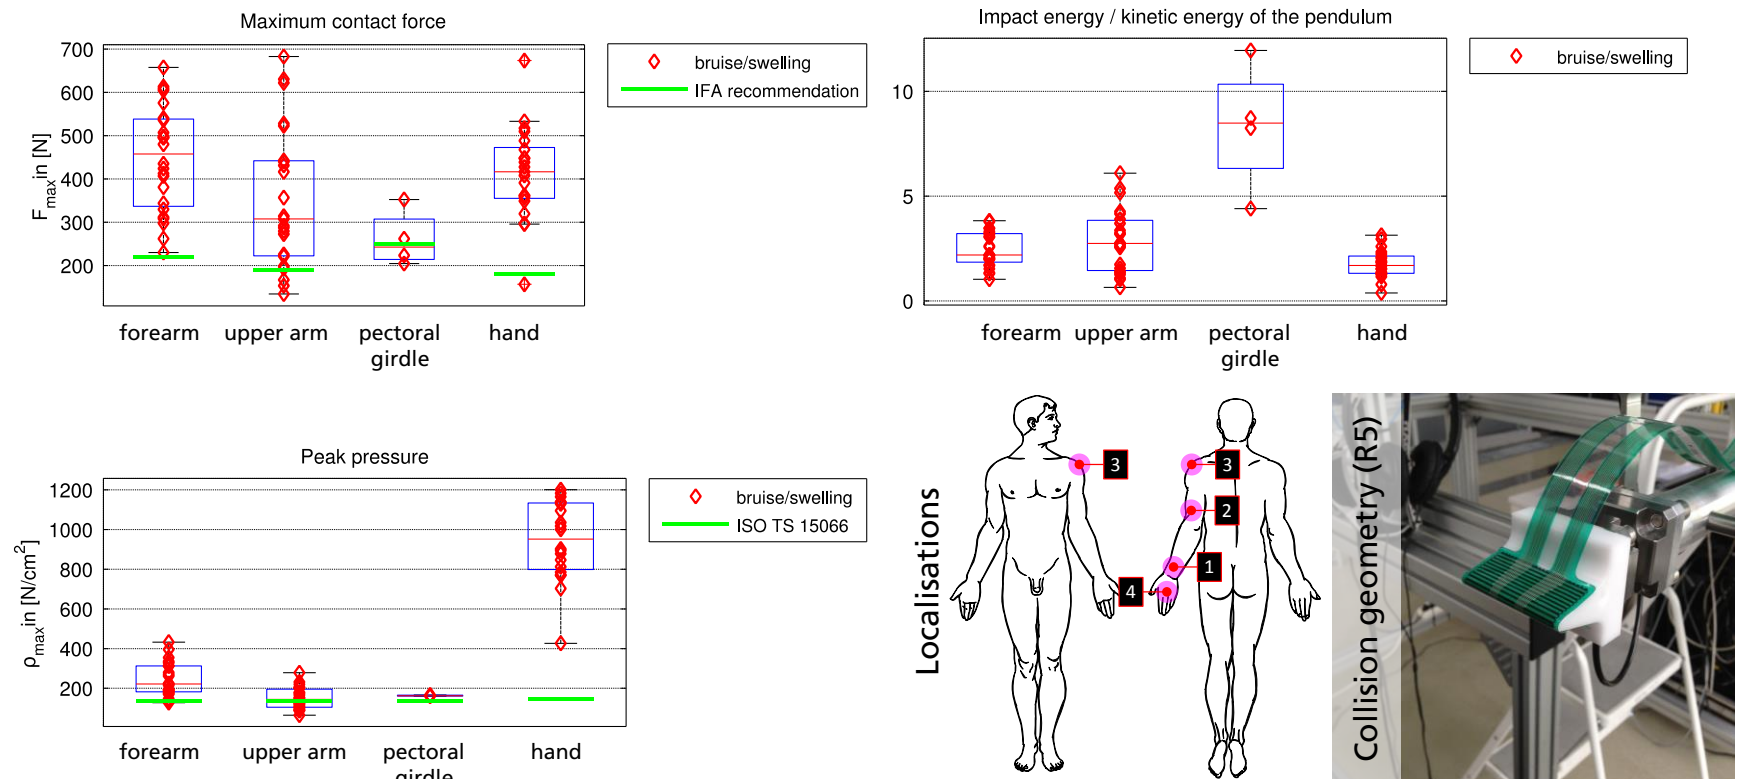 Maximum contact force
700
600
500
400
300
200
F_max in [N]
forearm
upper arm
pectoral
girdle
hand
bruise/swelling
IFA recommendation
Impact energy / kinetic energy of the pendulum
10
5
0
forearm
upper arm
pectoral
girdle
hand
bruise/swelling
Peak pressure
1200
1000
800
600
400
200
ρ_max in [N/cm²]
forearm
upper arm
pectoral
girdle
hand
bruise/swelling
ISO TS 15066
Localisations
3
3
2
1
4
Collision geometry (R5)